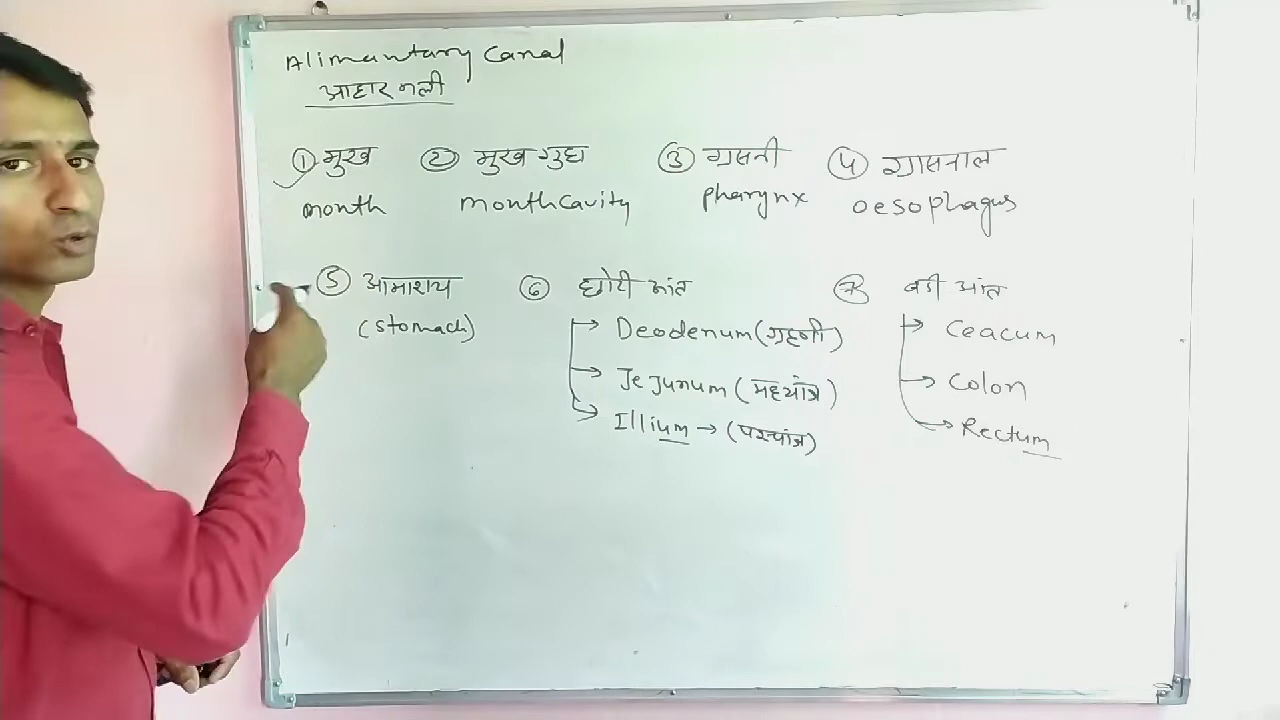 Alimantary Canal
आहार नली
① मुख ② मुख गुहा ③ ग्रसनी ④ ग्रासनाल
month monthcavity pharynx oesophagus
⑤ आमाशय ⑥ छोटी आंत ⑦ बडी आंत
(stomach) → Deodenum (ग्रहणी) → Ceacum
→ JeJunum (मध्यांत्र) → Colon
→ Illium → (पश्चांत्र) → Rectum